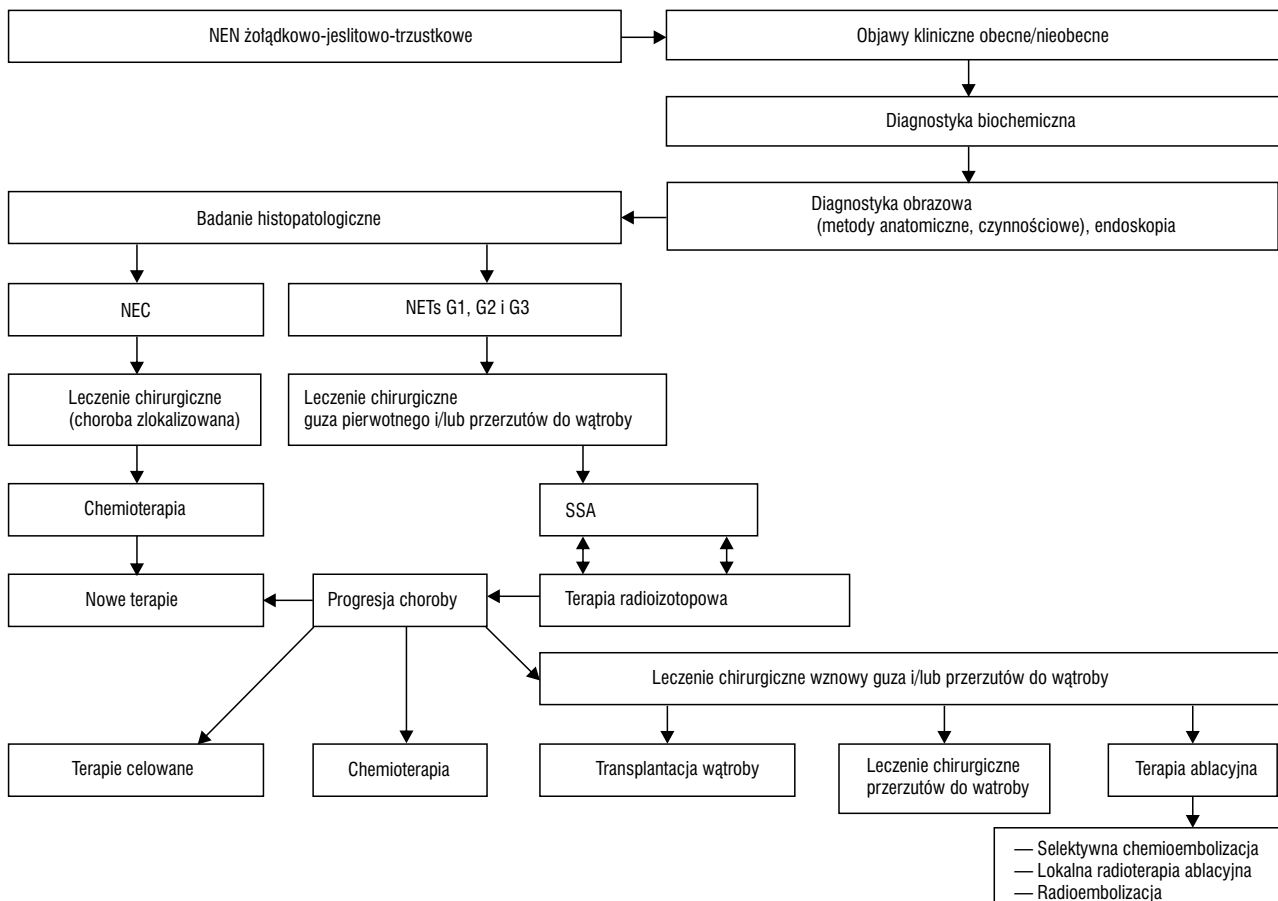 NEN żołądkowo-jeslitowo-trzustkowe
Objawy kliniczne obecne/nieobecne
Diagnostyka biochemiczna
Diagnostyka obrazowa
(metody anatomiczne, czynnościowe), endoskopia
Badanie histopatologiczne
NEC
NETs G1, G2 i G3
Leczenie chirurgiczne
(choroba zlokalizowana)
Leczenie chirurgiczne
guza pierwotnego i/lub przerzutów do wątroby
Chemioterapia
SSA
Nowe terapie
Progresja choroby
Terapia radioizotopowa
Leczenie chirurgiczne wznowy guza i/lub przerzutów do wątroby
Terapie celowane
Chemioterapia
Transplantacja wątroby
Leczenie chirurgiczne
przerzutów do watroby
Terapia ablacyjna
— Selektywna chemioembolizacja
— Lokalna radioterapia ablacyjna
— Radioembolizacja